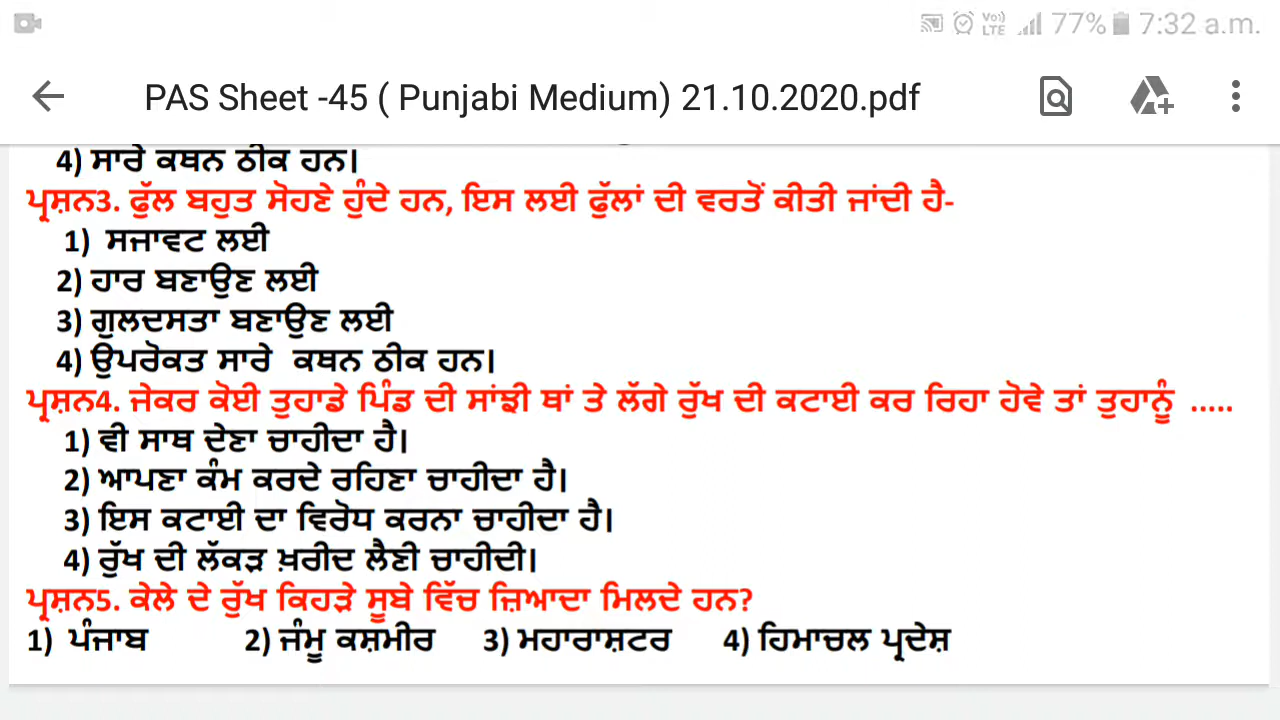 Vo)) LTE 77% 7:32 a.m.
PAS Sheet -45 ( Punjabi Medium) 21.10.2020.pdf
4) ਸਾਰੇ ਕਥਨ ਠੀਕ ਹਨ।
ਪ੍ਰਸ਼ਨ3. ਫੁੱਲ ਬਹੁਤ ਸੋਹਣੇ ਹੁੰਦੇ ਹਨ, ਇਸ ਲਈ ਫੁੱਲਾਂ ਦੀ ਵਰਤੋਂ ਕੀਤੀ ਜਾਂਦੀ ਹੈ-
1) ਸਜਾਵਟ ਲਈ
2) ਹਾਰ ਬਣਾਉਣ ਲਈ
3) ਗੁਲਦਸਤਾ ਬਣਾਉਣ ਲਈ
4) ਉਪਰੋਕਤ ਸਾਰੇ ਕਥਨ ਠੀਕ ਹਨ।
ਪ੍ਰਸ਼ਨ4. ਜੇਕਰ ਕੋਈ ਤੁਹਾਡੇ ਪਿੰਡ ਦੀ ਸਾਂਝੀ ਥਾਂ ਤੇ ਲੱਗੇ ਰੁੱਖ ਦੀ ਕਟਾਈ ਕਰ ਰਿਹਾ ਹੋਵੇ ਤਾਂ ਤੁਹਾਨੂੰ .....
1) ਵੀ ਸਾਥ ਦੇਣਾ ਚਾਹੀਦਾ ਹੈ।
2) ਆਪਣਾ ਕੰਮ ਕਰਦੇ ਰਹਿਣਾ ਚਾਹੀਦਾ ਹੈ।
3) ਇਸ ਕਟਾਈ ਦਾ ਵਿਰੋਧ ਕਰਨਾ ਚਾਹੀਦਾ ਹੈ।
4) ਰੁੱਖ ਦੀ ਲੱਕੜ ਖ਼ਰੀਦ ਲੈਣੀ ਚਾਹੀਦੀ।
ਪ੍ਰਸ਼ਨ5. ਕੇਲੇ ਦੇ ਰੁੱਖ ਕਿਹੜੇ ਸੂਬੇ ਵਿੱਚ ਜ਼ਿਆਦਾ ਮਿਲਦੇ ਹਨ?
1) ਪੰਜਾਬ 2) ਜੰਮੂ ਕਸ਼ਮੀਰ 3) ਮਹਾਰਾਸ਼ਟਰ 4) ਹਿਮਾਚਲ ਪ੍ਰਦੇਸ਼